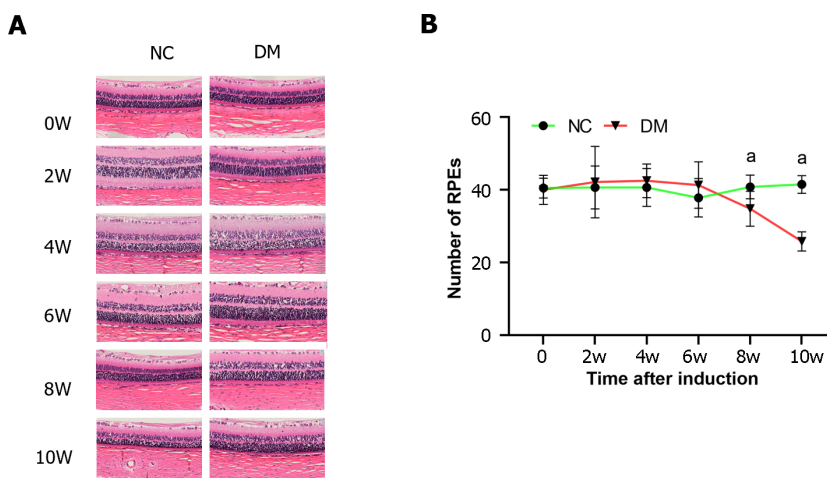 A
NC DM
0W
2W
4W
6W
8W
10W
B
NC DM
a a
60
40
20
0
Number of RPEs
0 2w 4w 6w 8w 10w
Time after induction